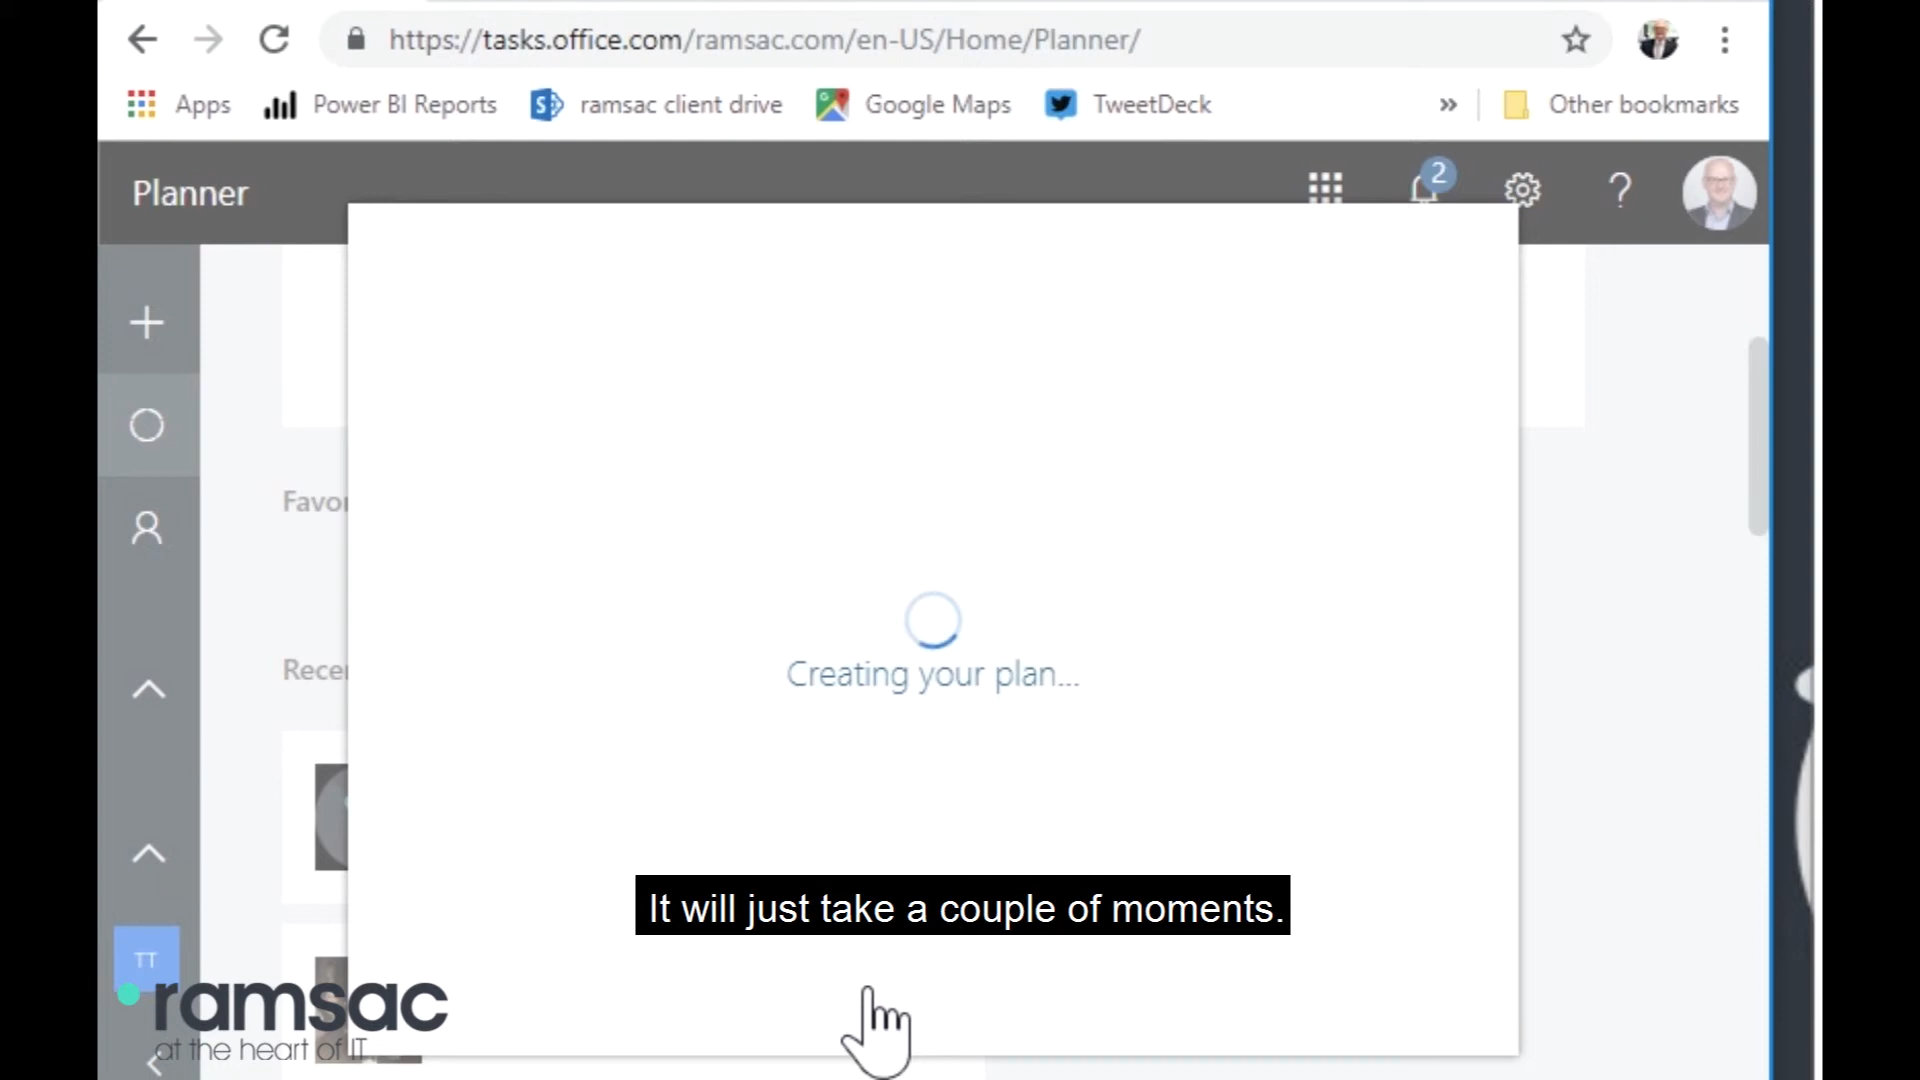 https://tasks.office.com/ramsac.com/en-US/Home/Planner/
Apps Power BI Reports ramsac client drive Google Maps TweetDeck » Other bookmarks
Planner 2 ?
Favor
Recen
Creating your plan...
It will just take a couple of moments.
TT
ramsac
at the heart of IT